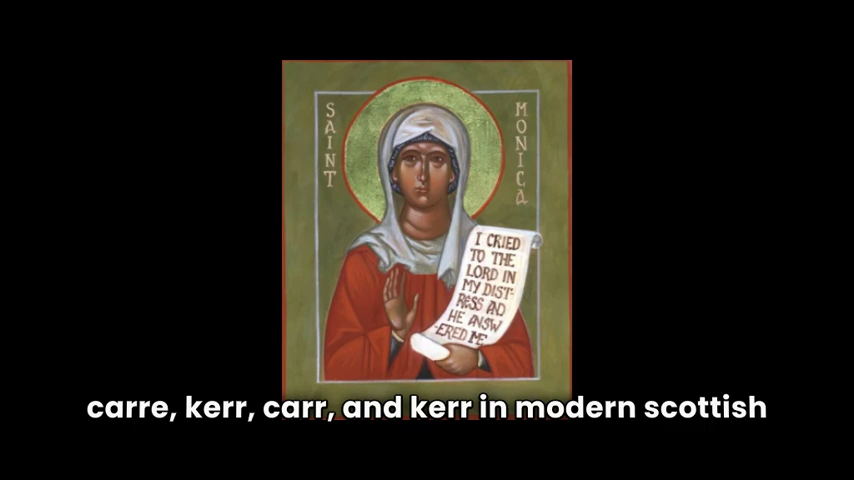 SAINT
MONICA
I CRIED
TO THE
LORD IN
MY DIST-
RESS AND
HE ANSW
-ERED ME
carre, kerr, carr, and kerr in modern scottish